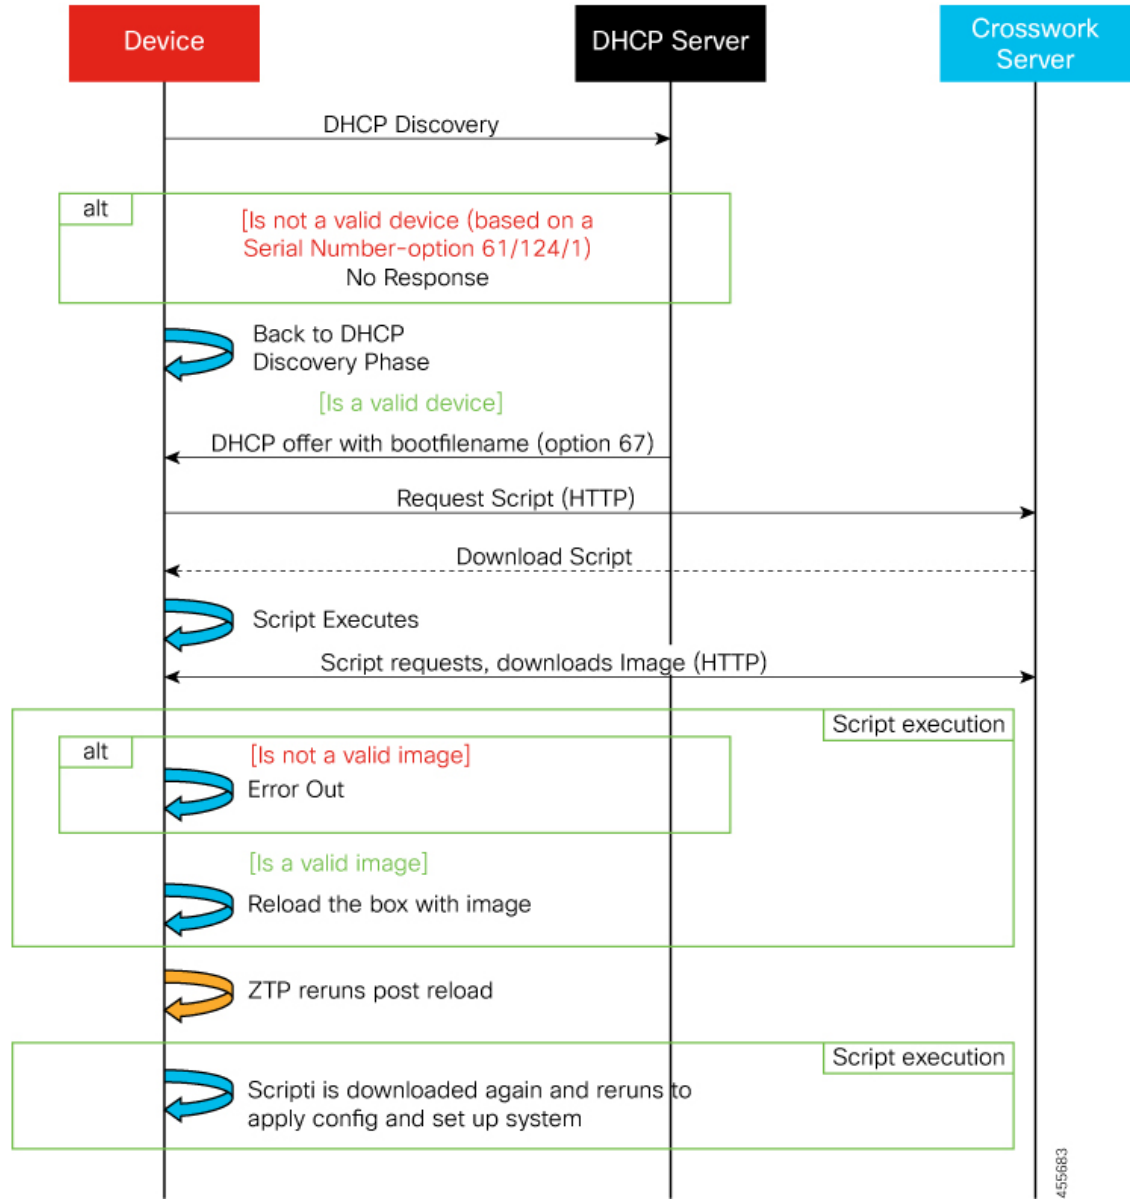 Device
DHCP Server
Crosswork
Server
DHCP Discovery
alt
[Is not a valid device (based on a
Serial Number-option 61/124/1)
No Response
Back to DHCP
Discovery Phase
[Is a valid device]
DHCP offer with bootfilename (option 67)
Request Script (HTTP)
Download Script
Script Executes
Script requests, downloads Image (HTTP)
Script execution
alt
[Is not a valid image]
Error Out
[Is a valid image]
Reload the box with image
ZTP reruns post reload
Script execution
Scripti is downloaded again and reruns to
apply config and set up system
455683